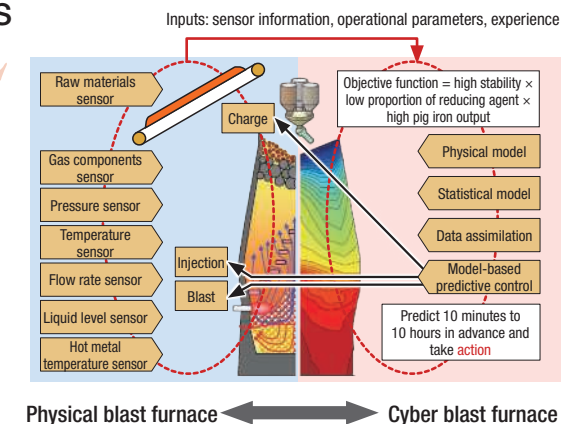 s
Inputs: sensor information, operational parameters, experience
Raw materials
sensor
Charge
Objective function = high stability ×
low proportion of reducing agent ×
high pig iron output
Gas components
sensor
Physical model
Pressure sensor
Statistical model
Temperature
sensor
Data assimilation
Injection
Flow rate sensor
Model-based
predictive control
Blast
Liquid level sensor
Predict 10 minutes to
10 hours in advance and
take action
Hot metal
temperature sensor
Physical blast furnace
Cyber blast furnace